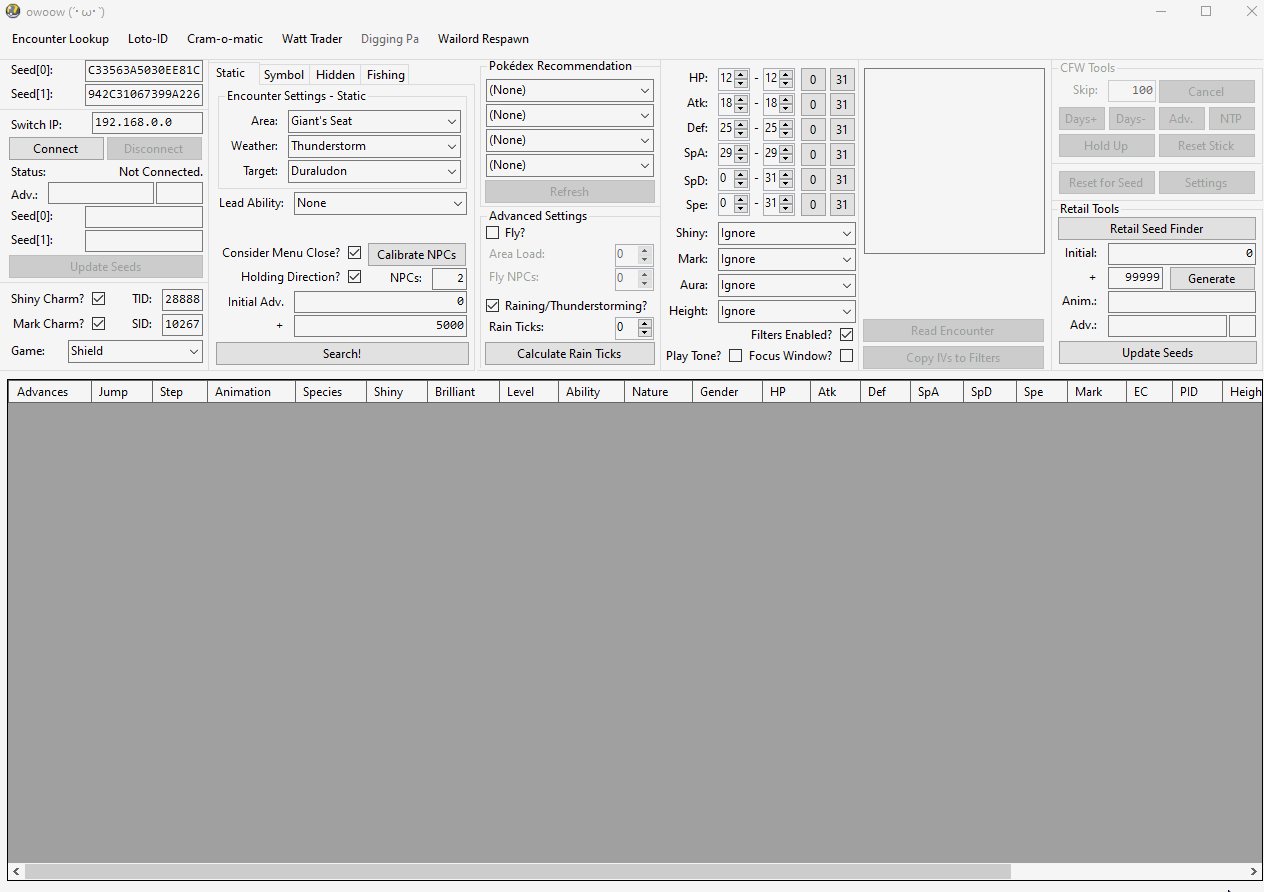 owoow (´･ω･`)
Encounter Lookup Loto-ID Cram-o-matic Watt Trader Digging Pa Wailord Respawn
Seed[0]: C33563A5030EE81C
Seed[1]: 942C31067399A226
Switch IP: 192.168.0.0
Connect Disconnect
Status: Not Connected.
Adv.:
Seed[0]:
Seed[1]:
Update Seeds
Shiny Charm? TID: 28888
Mark Charm? SID: 10267
Game: Shield
Static Symbol Hidden Fishing
Encounter Settings - Static
Area: Giant's Seat
Weather: Thunderstorm
Target: Duraludon
Lead Ability: None
Consider Menu Close? Calibrate NPCs
Holding Direction? NPCs: 2
Initial Adv. 0
+ 5000
Search!
Pokédex Recommendation
(None)
(None)
(None)
(None)
Refresh
Advanced Settings
Fly?
Area Load: 0
Fly NPCs: 0
Raining/Thunderstorming?
Rain Ticks: 0
Calculate Rain Ticks
HP: 12 - 12 0 31
Atk: 18 - 18 0 31
Def: 25 - 25 0 31
SpA: 29 - 29 0 31
SpD: 0 - 31 0 31
Spe: 0 - 31 0 31
Shiny: Ignore
Mark: Ignore
Aura: Ignore
Height: Ignore
Filters Enabled?
Play Tone? Focus Window?
Read Encounter
Copy IVs to Filters
CFW Tools
Skip: 100 Cancel
Days+ Days- Adv. NTP
Hold Up Reset Stick
Reset for Seed Settings
Retail Tools
Retail Seed Finder
Initial: 0
+ 99999 Generate
Anim.:
Adv.:
Update Seeds
Advances Jump Step Animation Species Shiny Brilliant Level Ability Nature Gender HP Atk Def SpA SpD Spe Mark EC PID Heigh